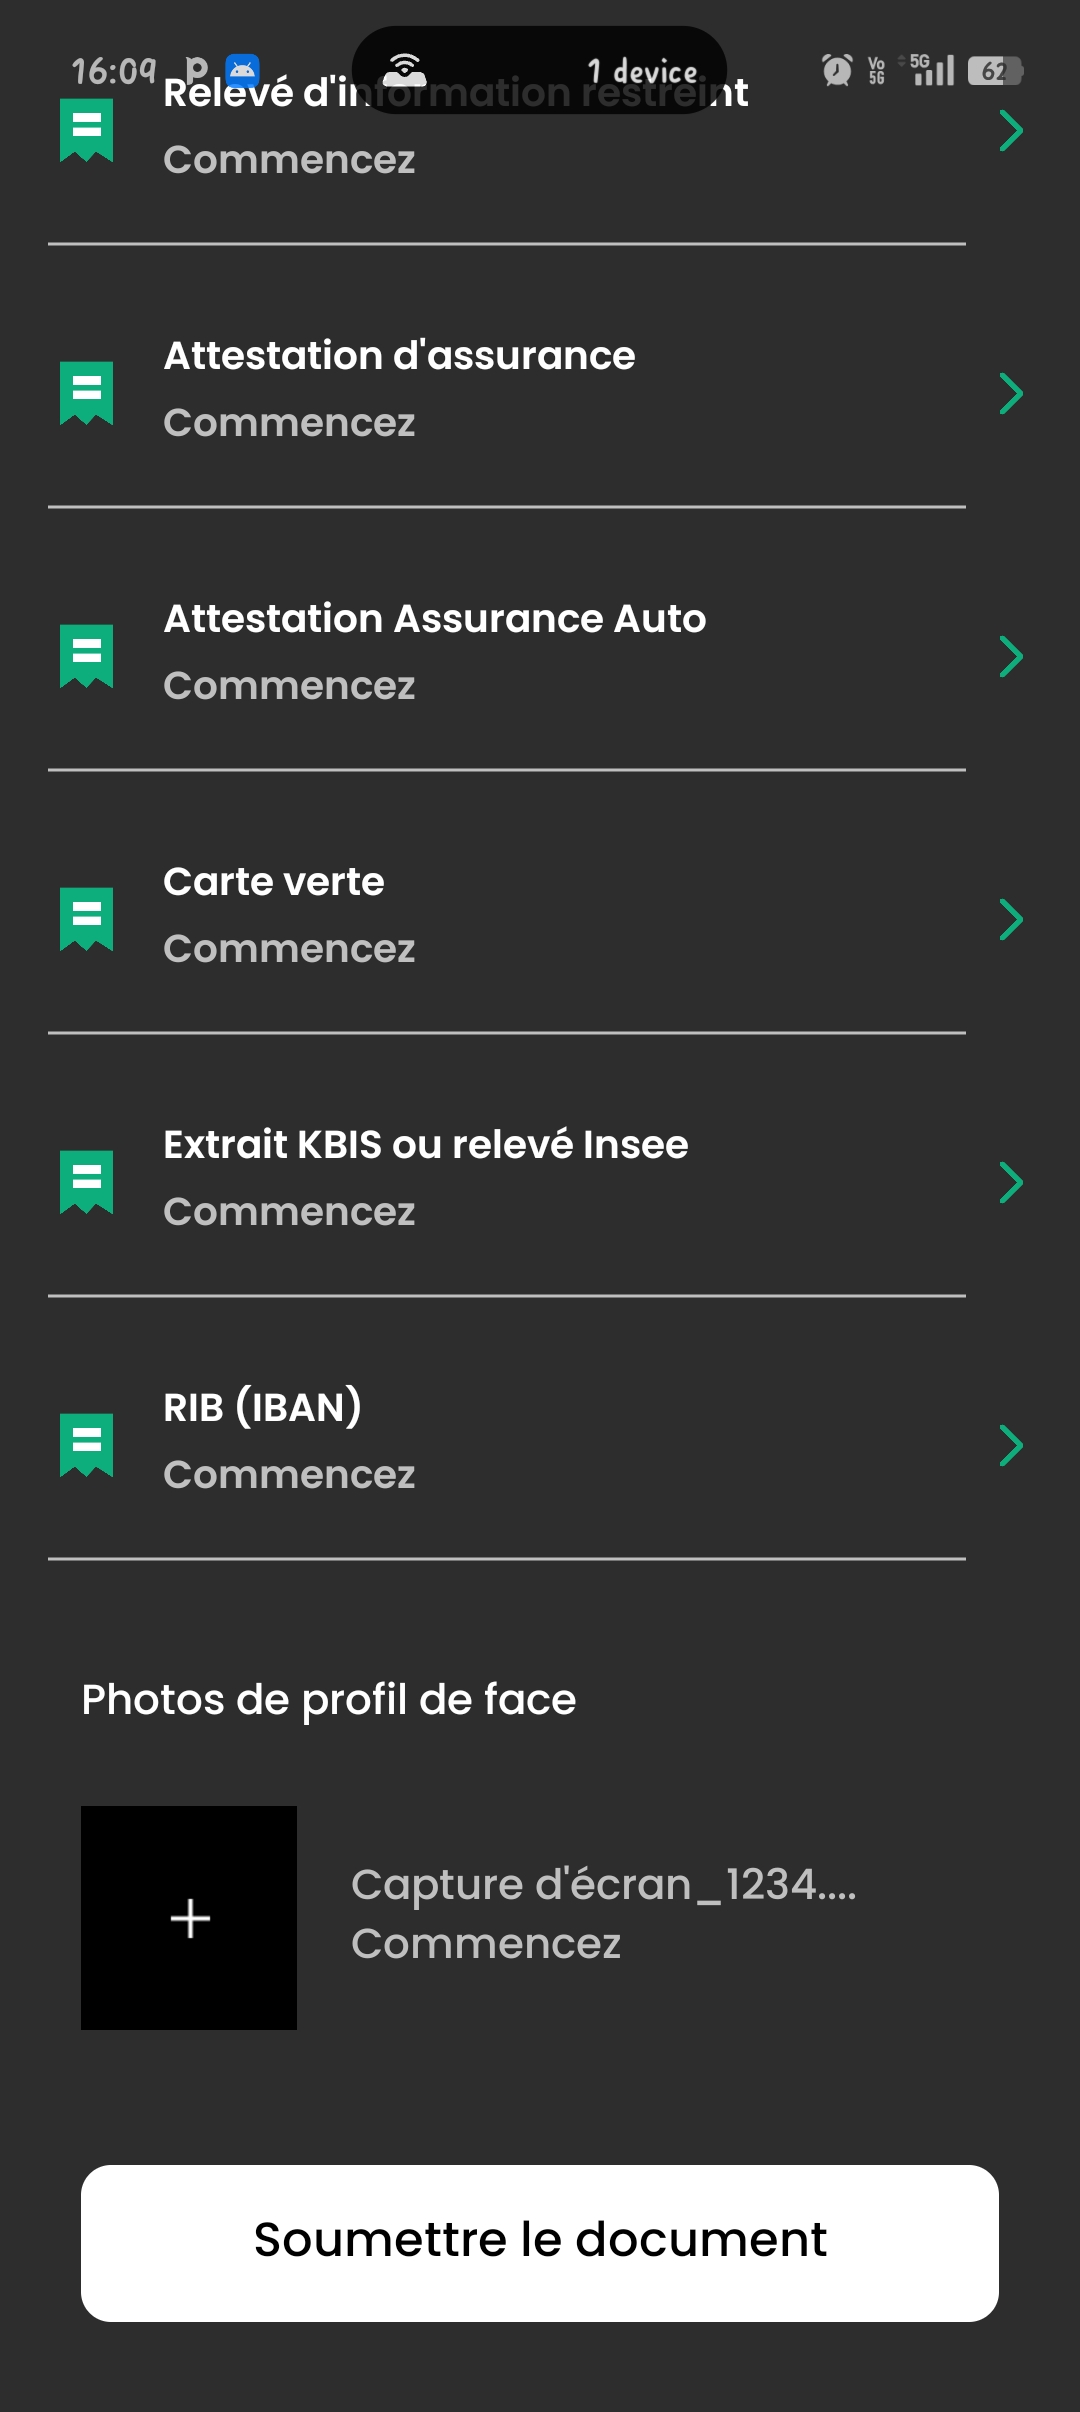 16:09
1 device
Vo 5G
5G
62
Relevé d'information restreint
Commencez
Attestation d'assurance
Commencez
Attestation Assurance Auto
Commencez
Carte verte
Commencez
Extrait KBIS ou relevé Insee
Commencez
RIB (IBAN)
Commencez
Photos de profil de face
Capture d'écran_1234....
Commencez
Soumettre le document